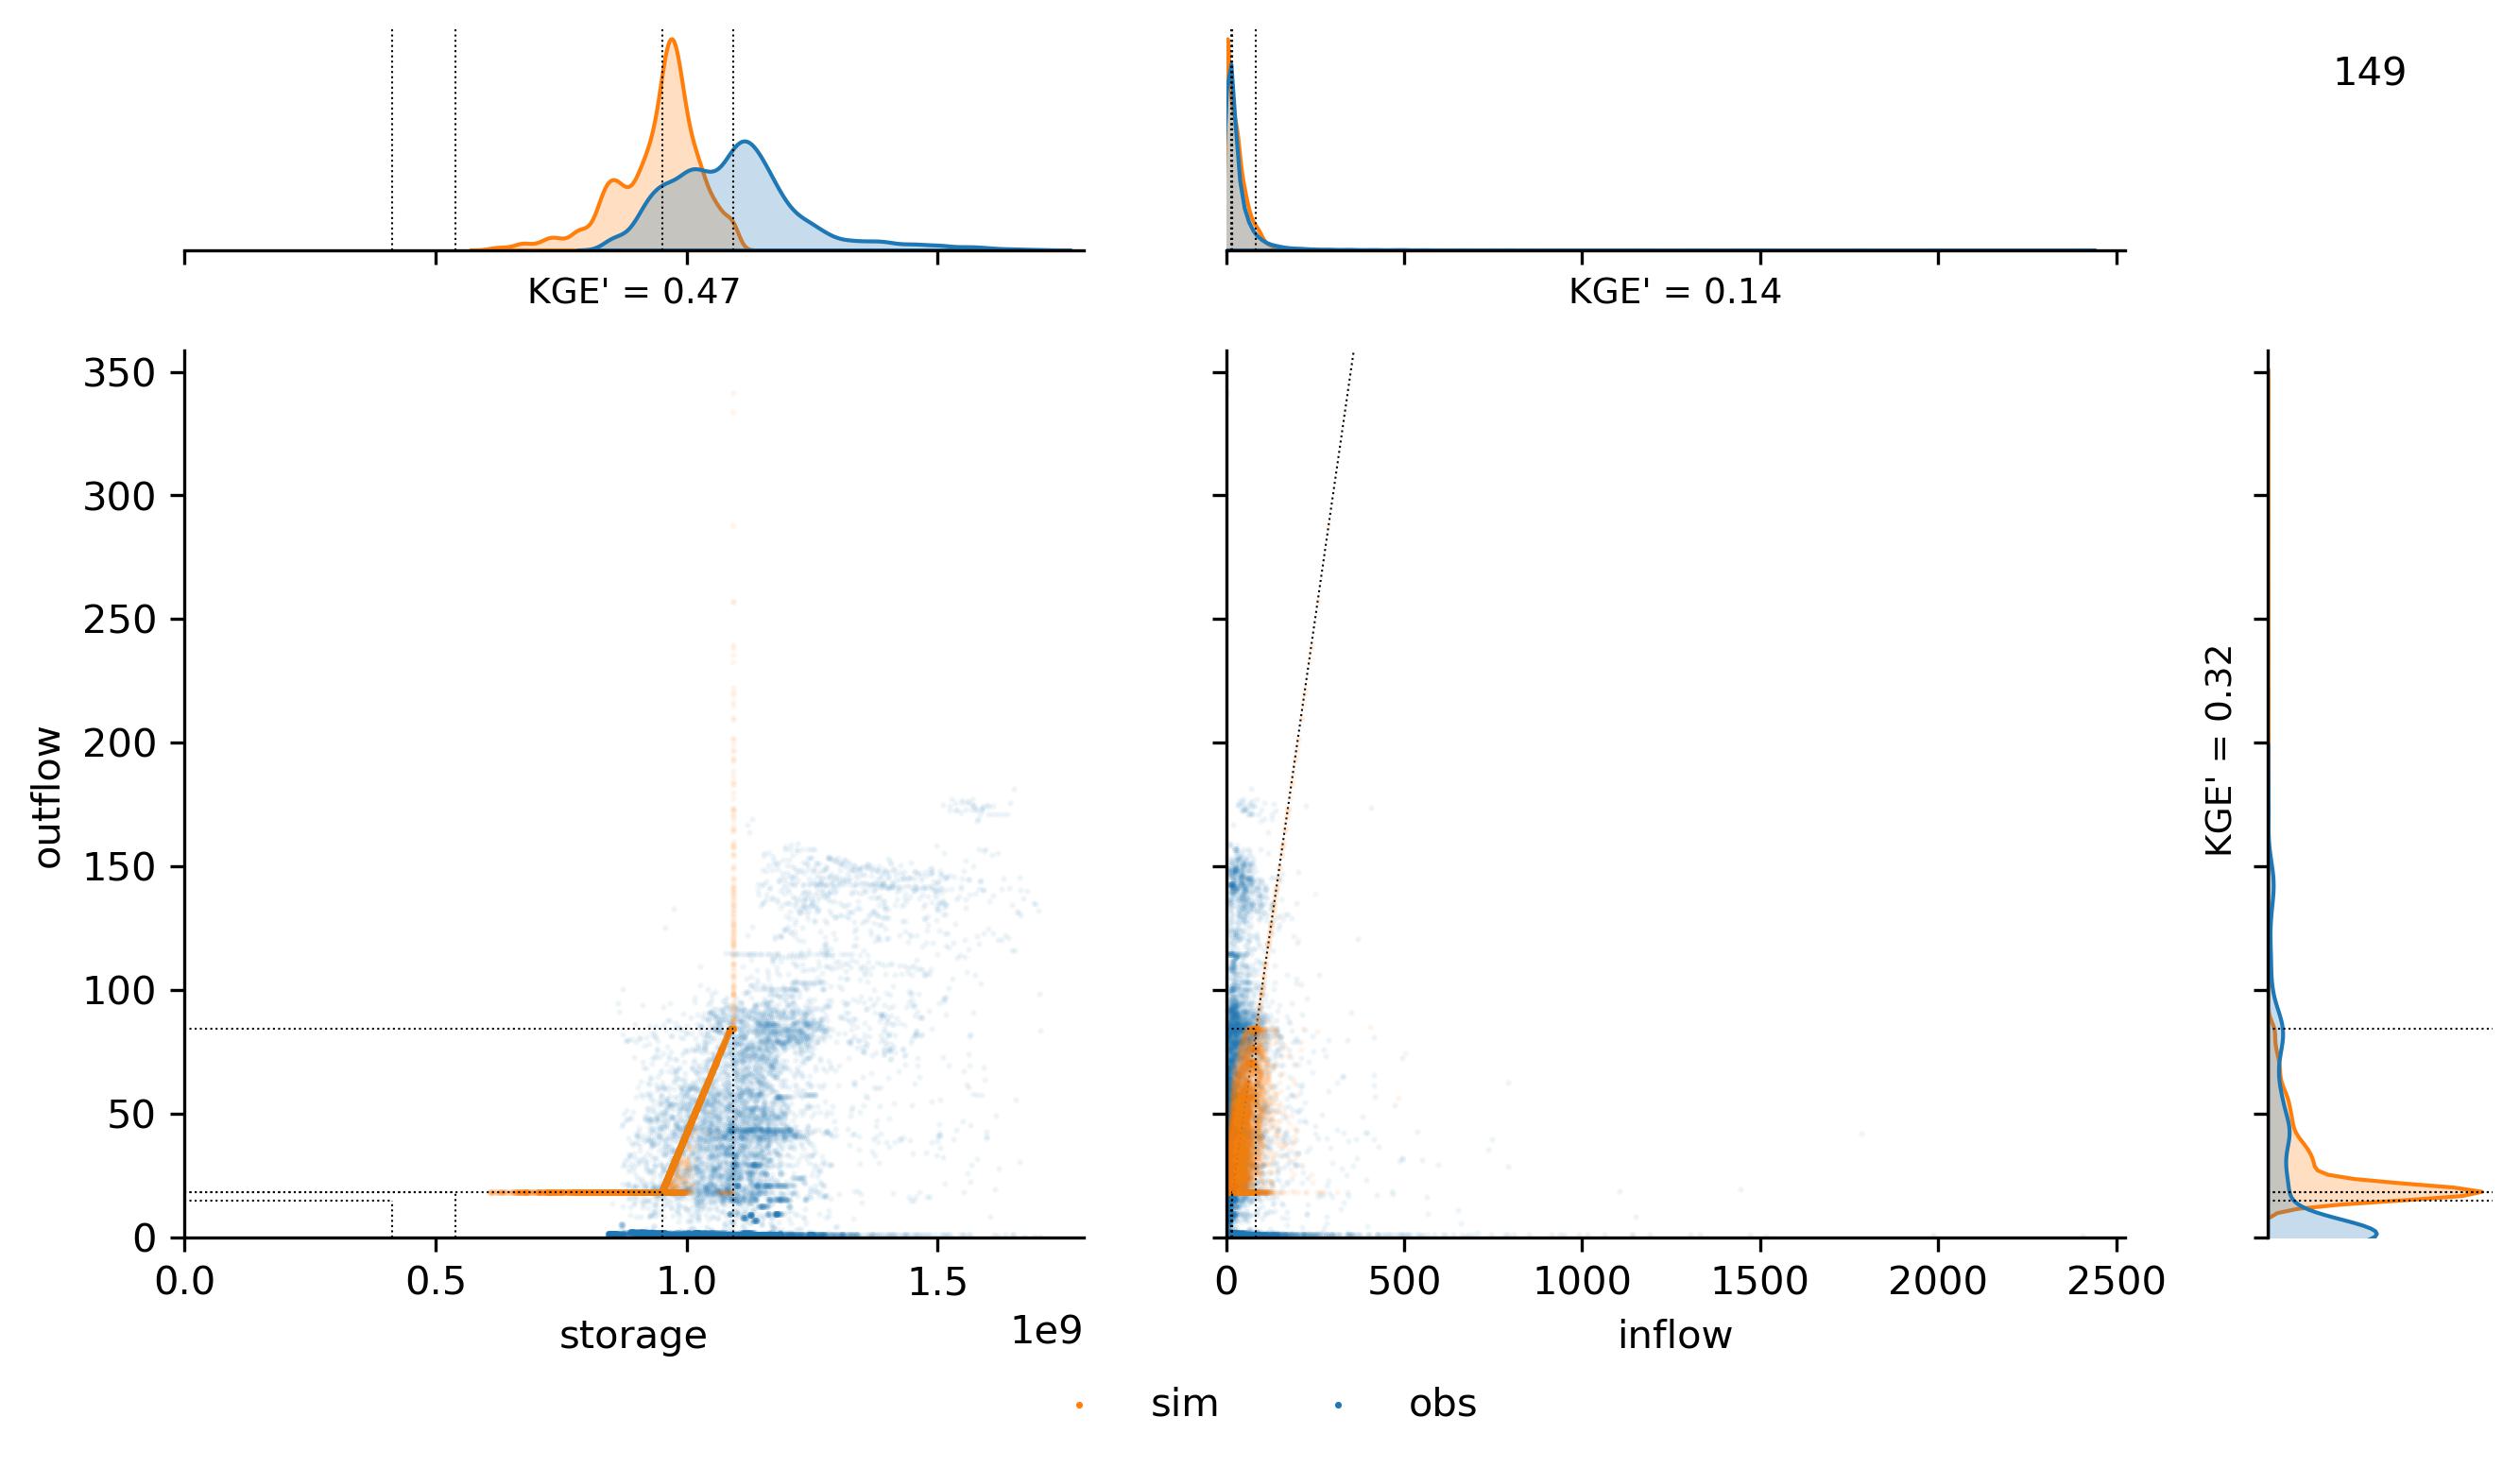 149
KGE' = 0.47
KGE' = 0.14
350
300
250
200
150
100
50
0
outflow
KGE' = 0.32
0.0 0.5 1.0 1.5
0 500 1000 1500 2000 2500
1e9
storage
inflow
sim obs